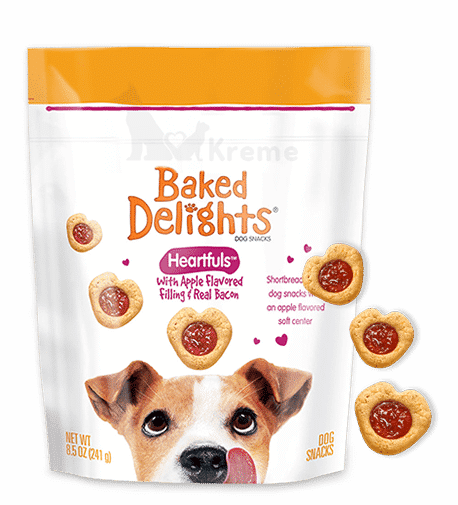 Kreme
Baked
Delights®
DOG SNACKS
Heartfuls™
With Apple Flavored
Filling & Real Bacon
Shortbread
dog snacks
an apple flavored
soft center
NET WT
8.5 OZ (241 g)
DOG
SNACKS